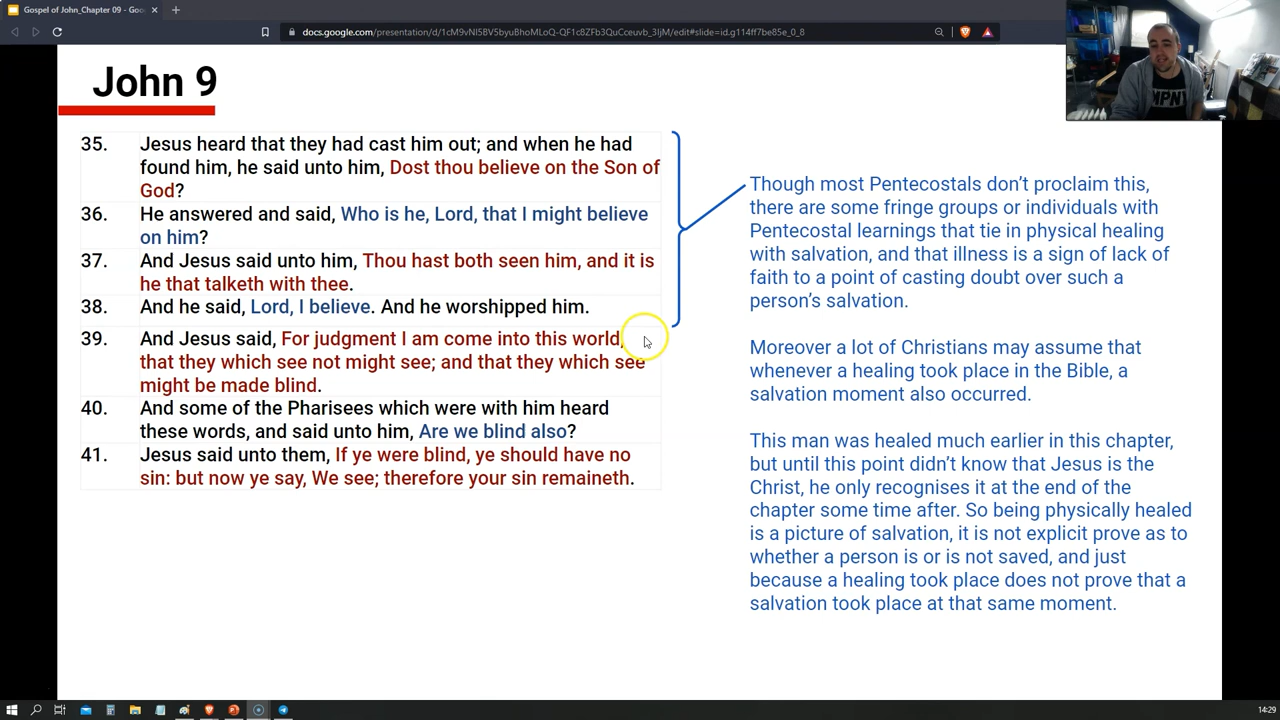 Gospel of John_Chapter 09 - Goo
docs.google.com/presentation/d/1cM9vNI5BV5byuBhoMLoQ-QF1c8ZFb3QuCceuvb_3ljM/edit#slide=id.g114ff7be85e_0_8
John 9
35. Jesus heard that they had cast him out; and when he had
found him, he said unto him, Dost thou believe on the Son of
God?
36. He answered and said, Who is he, Lord, that I might believe
on him?
37. And Jesus said unto him, Thou hast both seen him, and it is
he that talketh with thee.
38. And he said, Lord, I believe. And he worshipped him.
39. And Jesus said, For judgment I am come into this world,
that they which see not might see; and that they which see
might be made blind.
40. And some of the Pharisees which were with him heard
these words, and said unto him, Are we blind also?
41. Jesus said unto them, If ye were blind, ye should have no
sin: but now ye say, We see; therefore your sin remaineth.
Though most Pentecostals don't proclaim this,
there are some fringe groups or individuals with
Pentecostal learnings that tie in physical healing
with salvation, and that illness is a sign of lack of
faith to a point of casting doubt over such a
person's salvation.
Moreover a lot of Christians may assume that
whenever a healing took place in the Bible, a
salvation moment also occurred.
This man was healed much earlier in this chapter,
but until this point didn't know that Jesus is the
Christ, he only recognises it at the end of the
chapter some time after. So being physically healed
is a picture of salvation, it is not explicit prove as to
whether a person is or is not saved, and just
because a healing took place does not prove that a
salvation took place at that same moment.
14:29